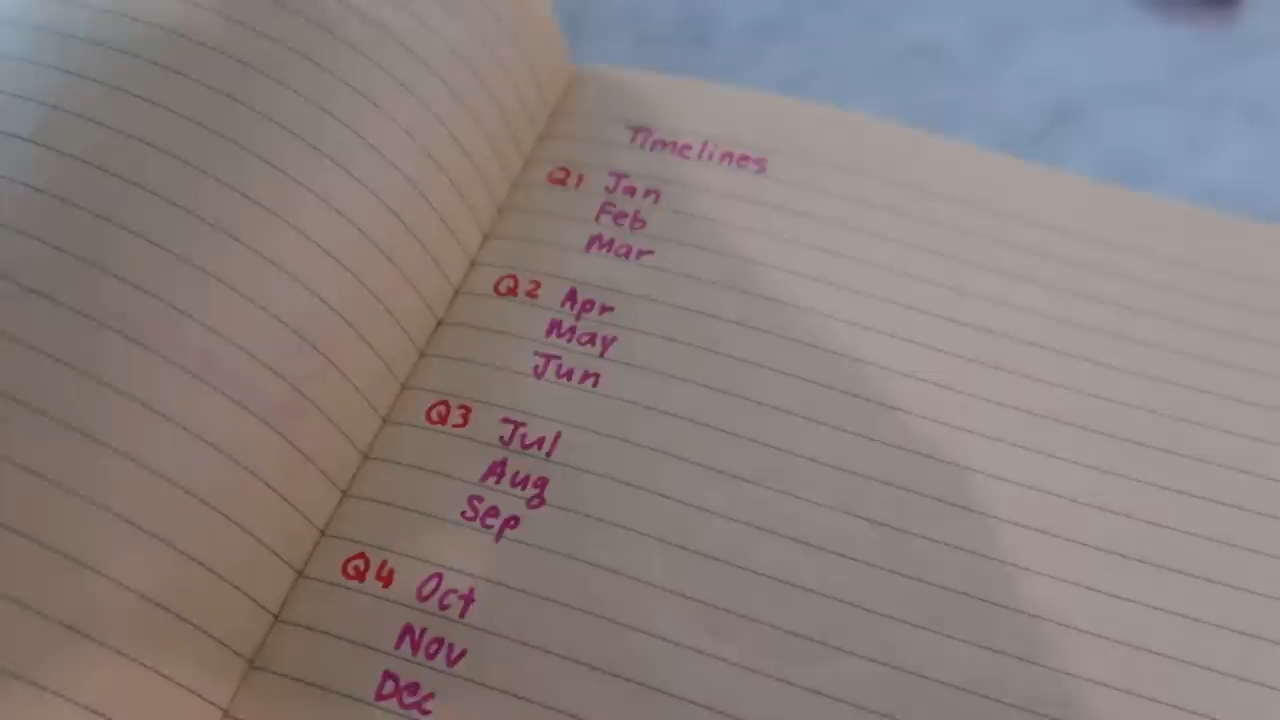 Timelines
Q1 Jan
Feb
Mar
Q2 Apr
May
Jun
Q3 Jul
Aug
Sep
Q4 Oct
Nov
Dec